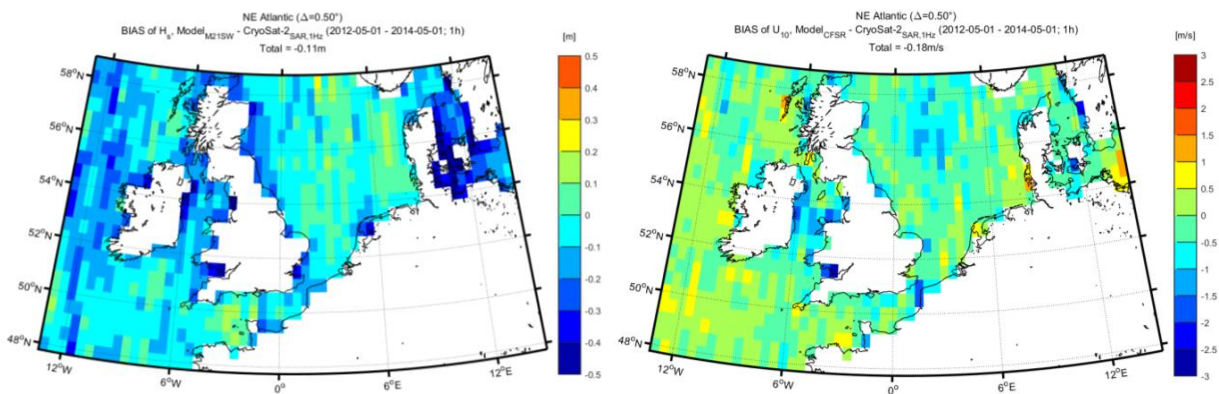 NE Atlantic (Δ=0.50°)
BIAS of Hs, ModelM21SW - CryoSat-2SAR,1Hz (2012-05-01 - 2014-05-01; 1h)
Total = -0.11m
[m]
0.5
0.4
0.3
0.2
0.1
0
-0.1
-0.2
-0.3
-0.4
-0.5
58°N
56°N
54°N
52°N
50°N
48°N
12°W
6°W
0°
6°E
12°E
NE Atlantic (Δ=0.50°)
BIAS of U10, ModelCFSR - CryoSat-2SAR,1Hz (2012-05-01 - 2014-05-01; 1h)
Total = -0.18m/s
[m/s]
3
3
2
2
1
1
0.5
0
-0.5
-1
-1
-2
-2
-3
-3
58°N
56°N
54°N
52°N
50°N
48°N
12°W
6°W
0°
6°E
12°E